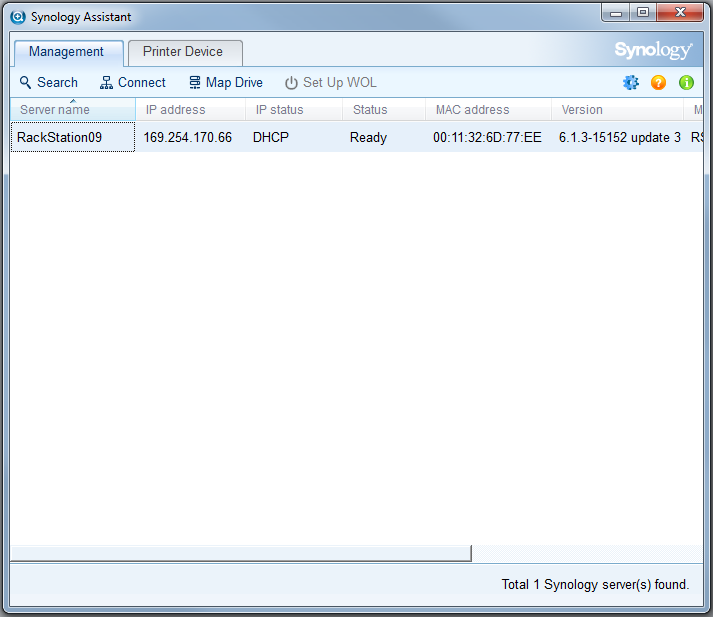 Synology Assistant
Management Printer Device Synology
Search Connect Map Drive Set Up WOL
Server name IP address IP status Status MAC address Version M
RackStation09 169.254.170.66 DHCP Ready 00:11:32:6D:77:EE 6.1.3-15152 update 3 RS
Total 1 Synology server(s) found.